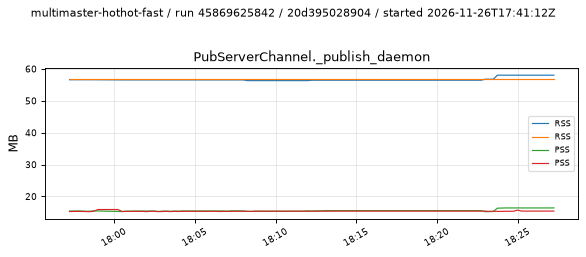 multimaster-hothot-fast / run 45869625842 / 20d395028904 / started 2026-11-26T17:41:12Z
PubServerChannel._publish_daemon
60
50
40
30
20
MB
RSS
RSS
PSS
PSS
18:00
18:05
18:10
18:15
18:20
18:25